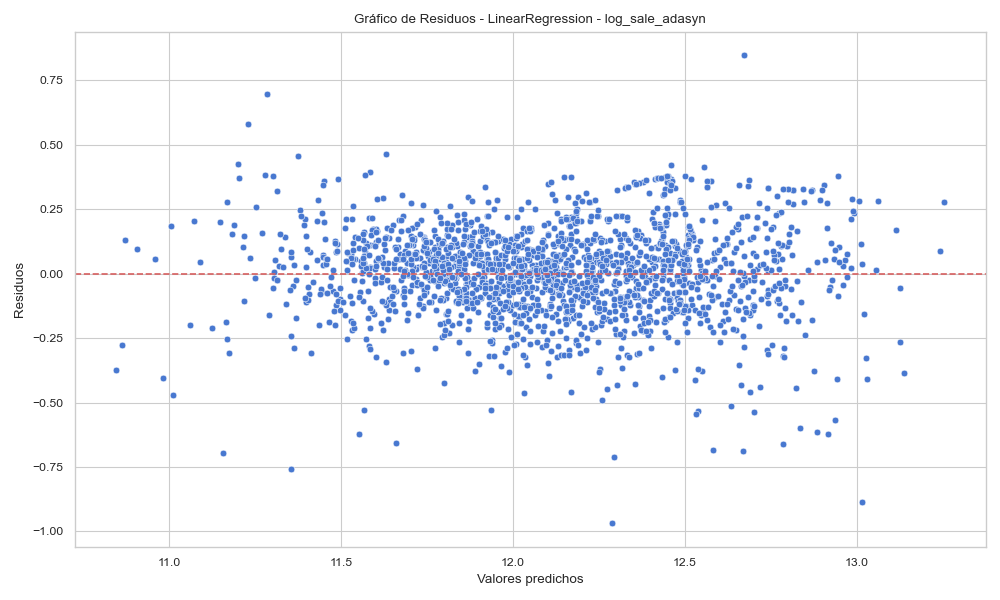 Gráfico de Residuos - LinearRegression - log_sale_adasyn
0.75
0.50
0.25
0.00
−0.25
−0.50
−0.75
−1.00
Residuos
11.0 11.5 12.0 12.5 13.0
Valores predichos